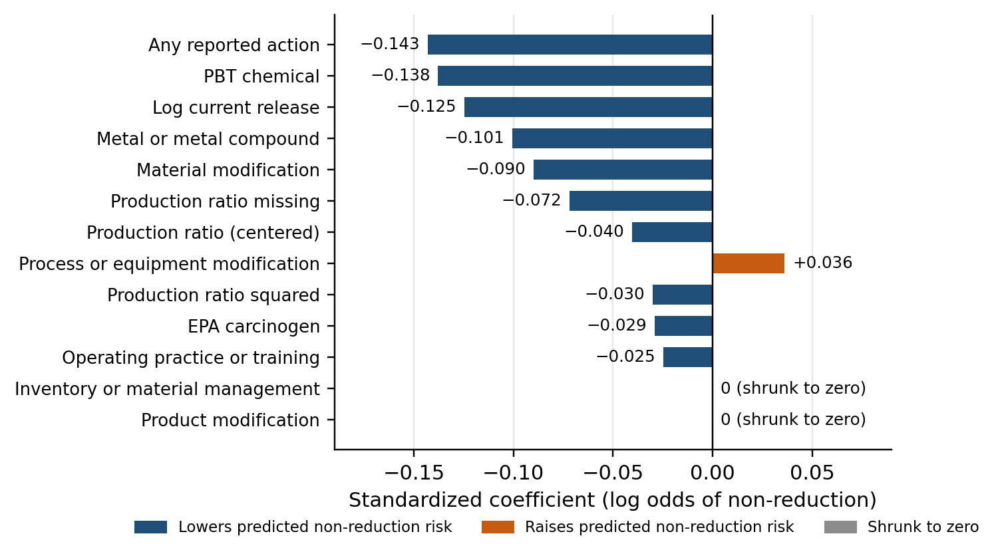 Any reported action −0.143
PBT chemical −0.138
Log current release −0.125
Metal or metal compound −0.101
Material modification −0.090
Production ratio missing −0.072
Production ratio (centered) −0.040
Process or equipment modification +0.036
Production ratio squared −0.030
EPA carcinogen −0.029
Operating practice or training −0.025
Inventory or material management 0 (shrunk to zero)
Product modification 0 (shrunk to zero)
−0.15 −0.10 −0.05 0.00 0.05
Standardized coefficient (log odds of non-reduction)
Lowers predicted non-reduction risk Raises predicted non-reduction risk Shrunk to zero